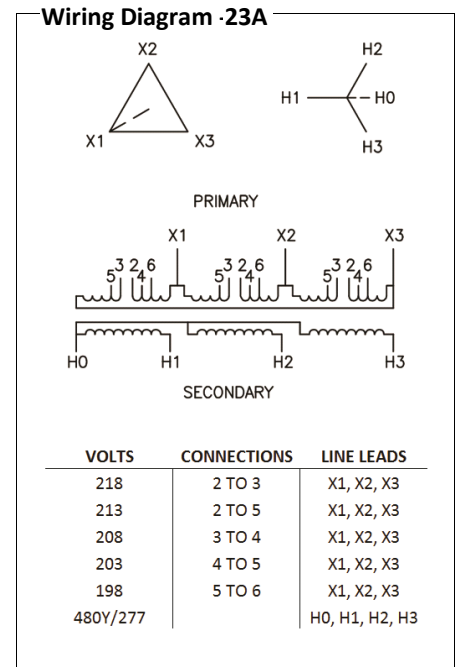 Wiring Diagram -23A
X2
X1
X3
H2
H1
H0
H3
PRIMARY
X1 X2 X3
5 3 2 4 6 5 3 2 4 6 5 3 2 4 6
H0 H1 H2 H3
SECONDARY
VOLTS CONNECTIONS LINE LEADS
218 2 TO 3 X1, X2, X3
213 2 TO 5 X1, X2, X3
208 3 TO 4 X1, X2, X3
203 4 TO 5 X1, X2, X3
198 5 TO 6 X1, X2, X3
480Y/277 H0, H1, H2, H3